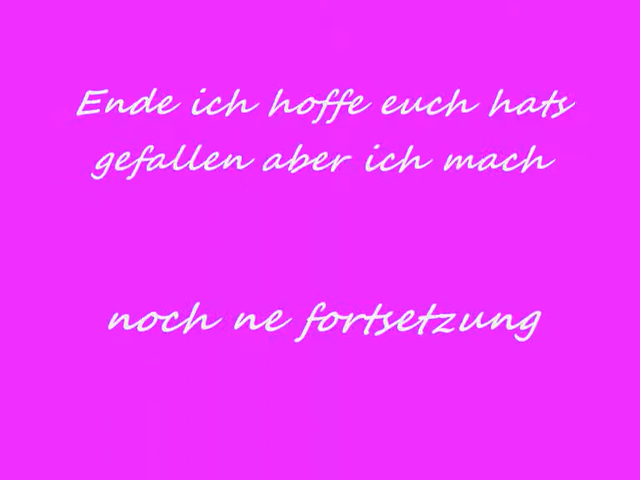 Ende ich hoffe euch hats
gefallen aber ich mach
noch ne fortsetzung